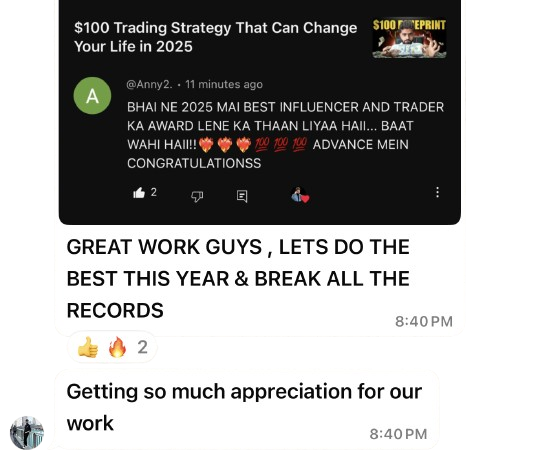 $100 Trading Strategy That Can Change
Your Life in 2025
@Anny2. • 11 minutes ago
A
BHAI NE 2025 MAI BEST INFLUENCER AND TRADER
KA AWARD LENE KA THAAN LIYAA HAII... BAAT
WAHI HAII!!❤️‍🔥❤️‍🔥❤️‍🔥💯💯💯 ADVANCE MEIN
CONGRATULATIONSS
2
GREAT WORK GUYS , LETS DO THE
BEST THIS YEAR & BREAK ALL THE
RECORDS
8:40 PM
👍 🔥 2
Getting so much appreciation for our
work
8:40 PM